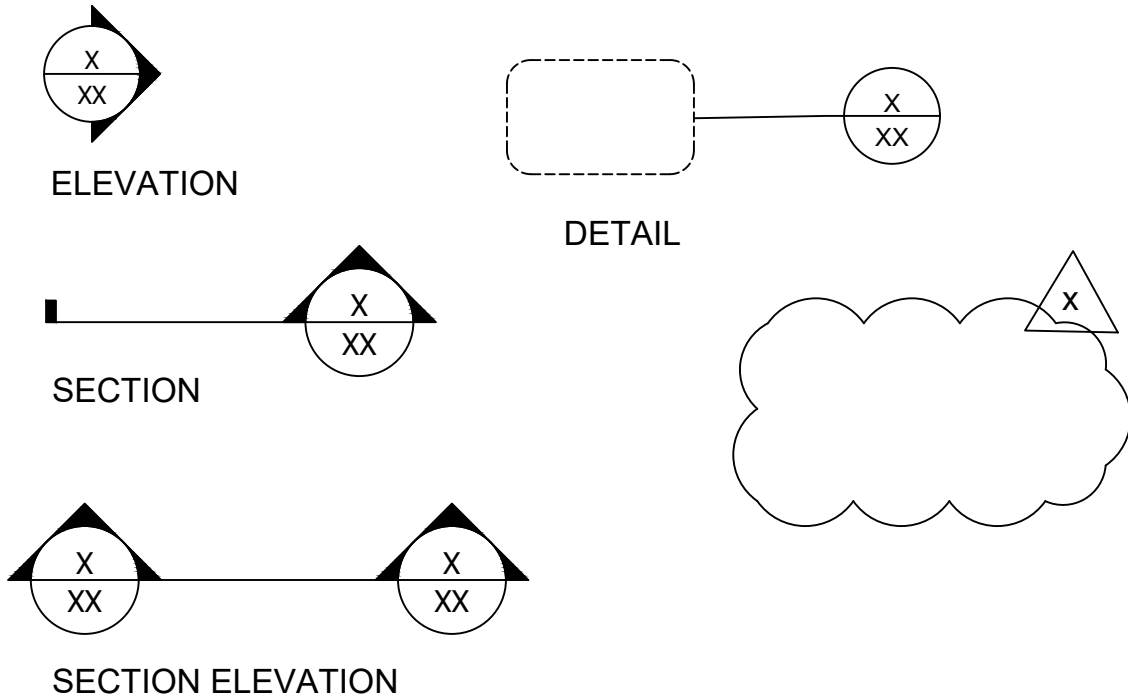 X
XX
ELEVATION
X
XX
DETAIL
X
XX
SECTION
X
X
XX
X
XX
SECTION ELEVATION